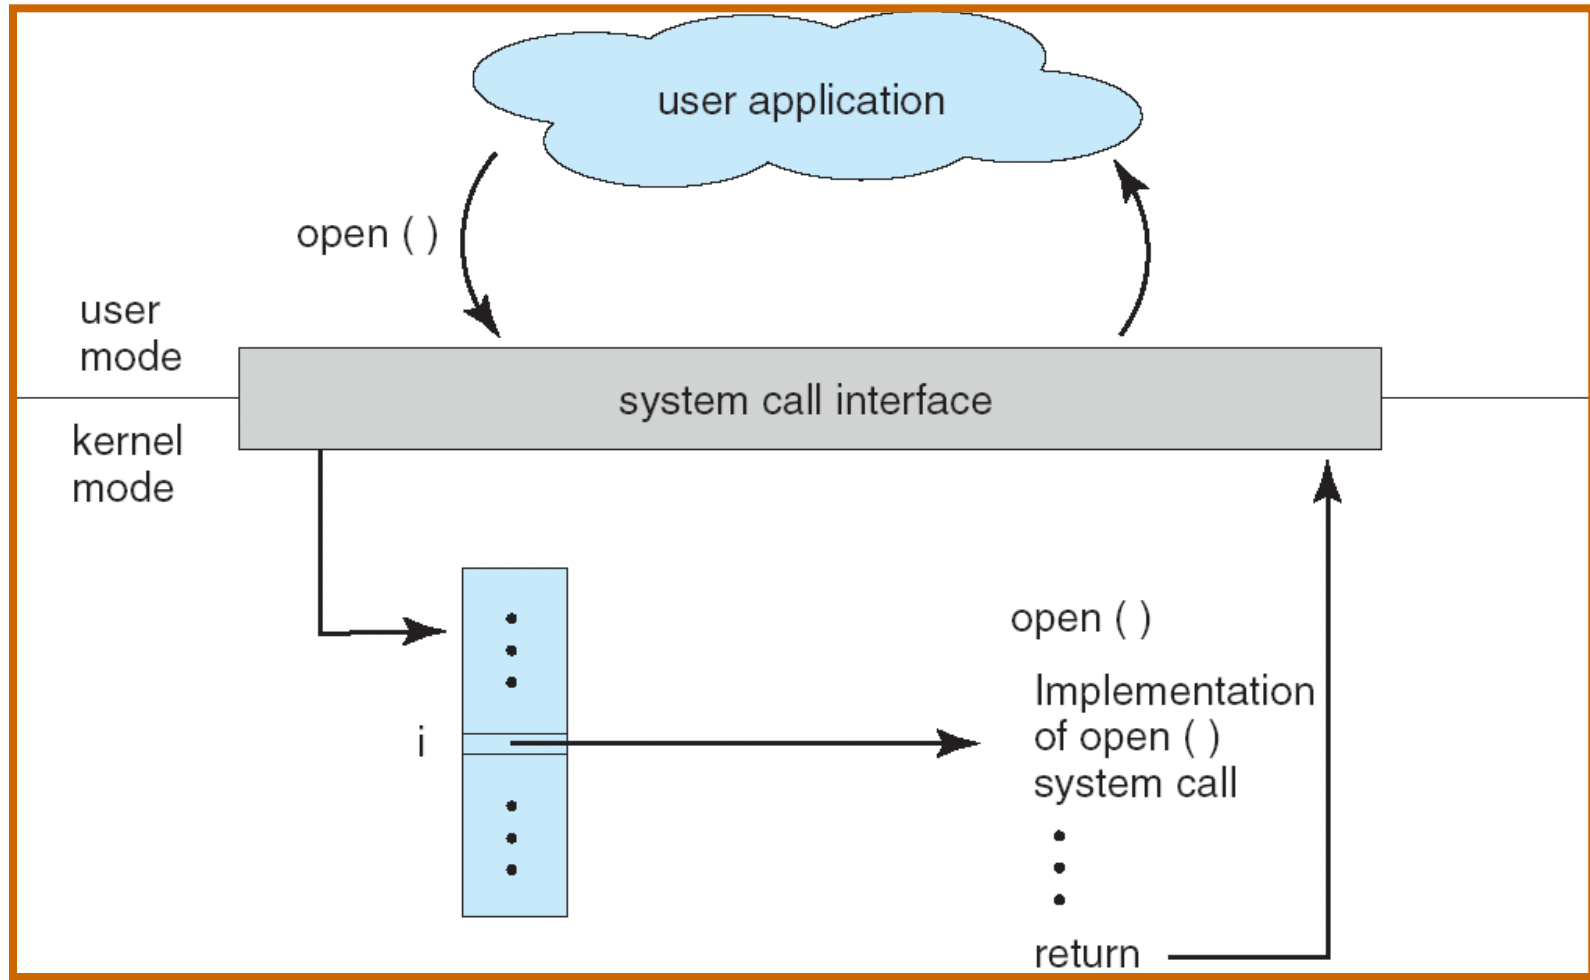 user application
open ( )
user
mode
system call interface
kernel
mode
open ( )
Implementation
i
of open ( )
system call
return